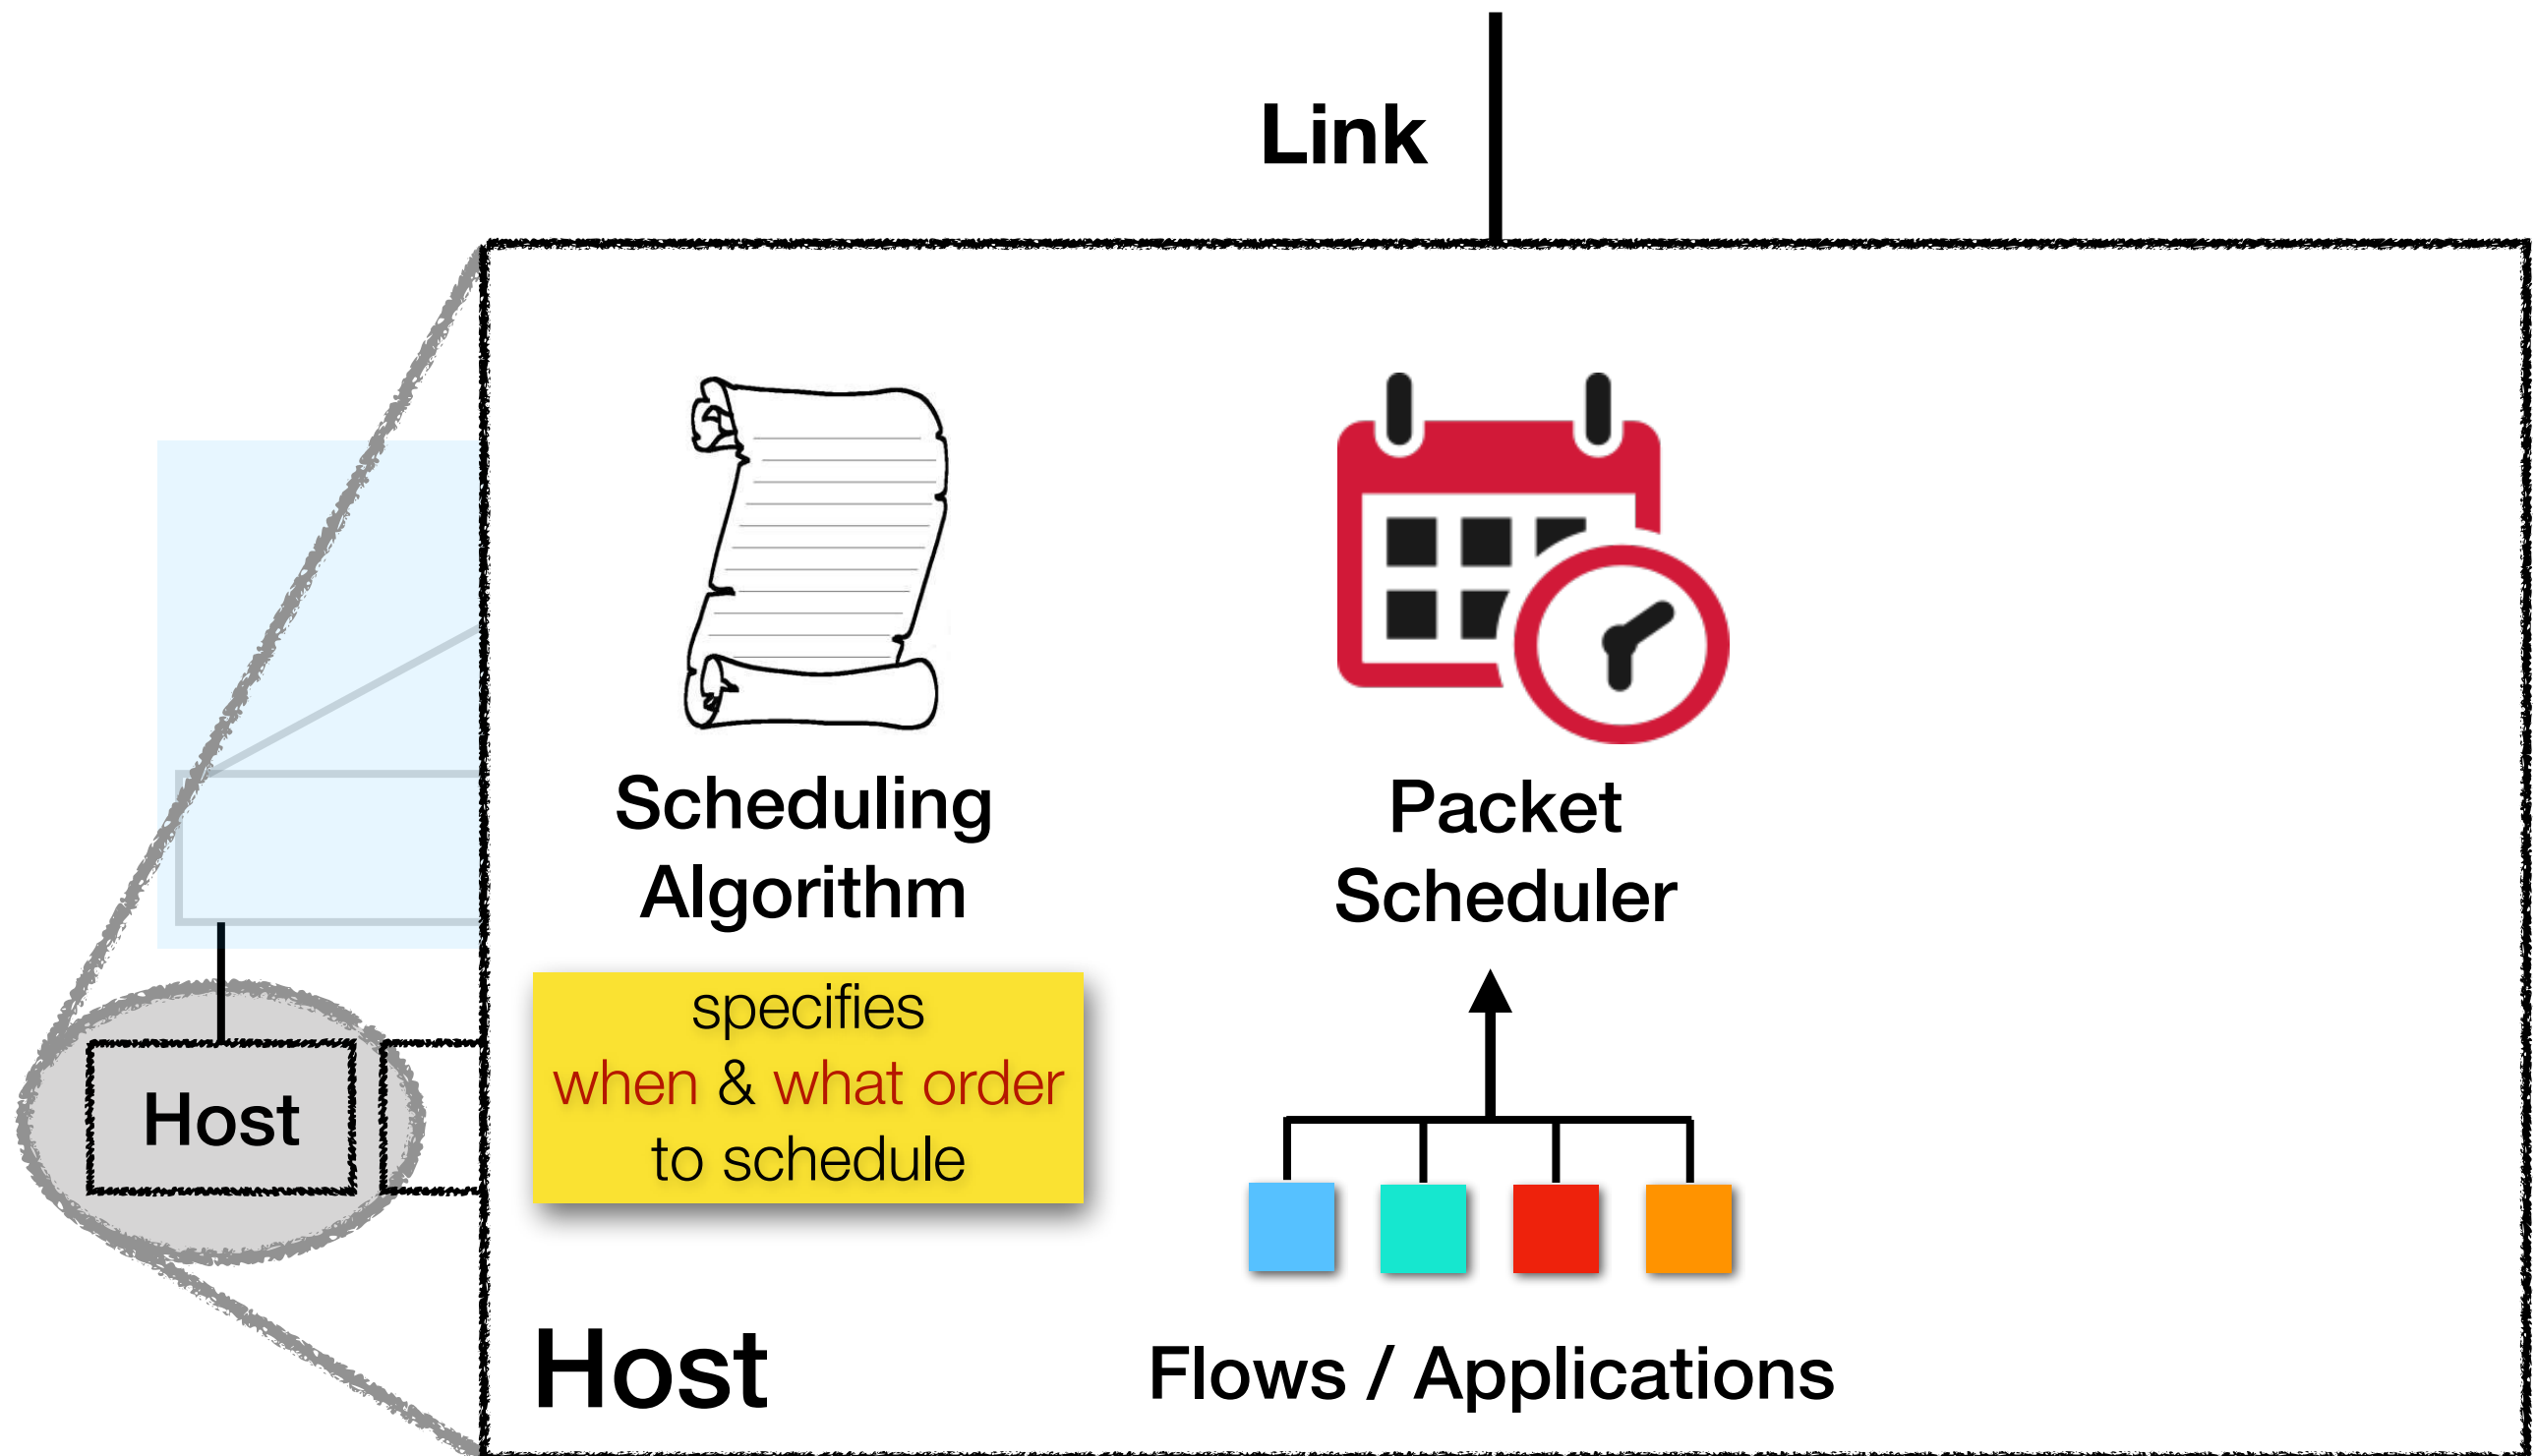 Link
Scheduling
Algorithm
specifies
when & what order
to schedule
Packet
Scheduler
Host
Host
Flows / Applications